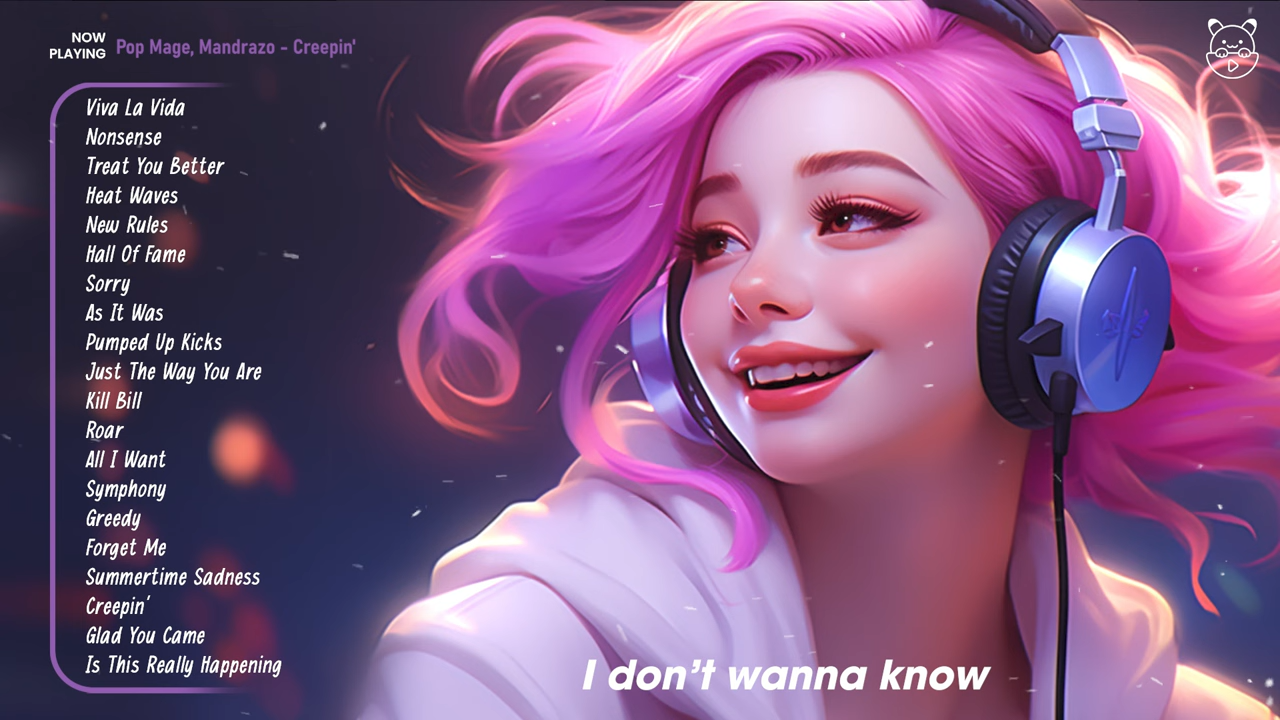 NOW
PLAYING
Pop Mage, Mandrazo - Creepin'
Viva La Vida
Nonsense
Treat You Better
Heat Waves
New Rules
Hall Of Fame
Sorry
As It Was
Pumped Up Kicks
Just The Way You Are
Kill Bill
Roar
All I Want
Symphony
Greedy
Forget Me
Summertime Sadness
Creepin'
Glad You Came
Is This Really Happening
I don't wanna know